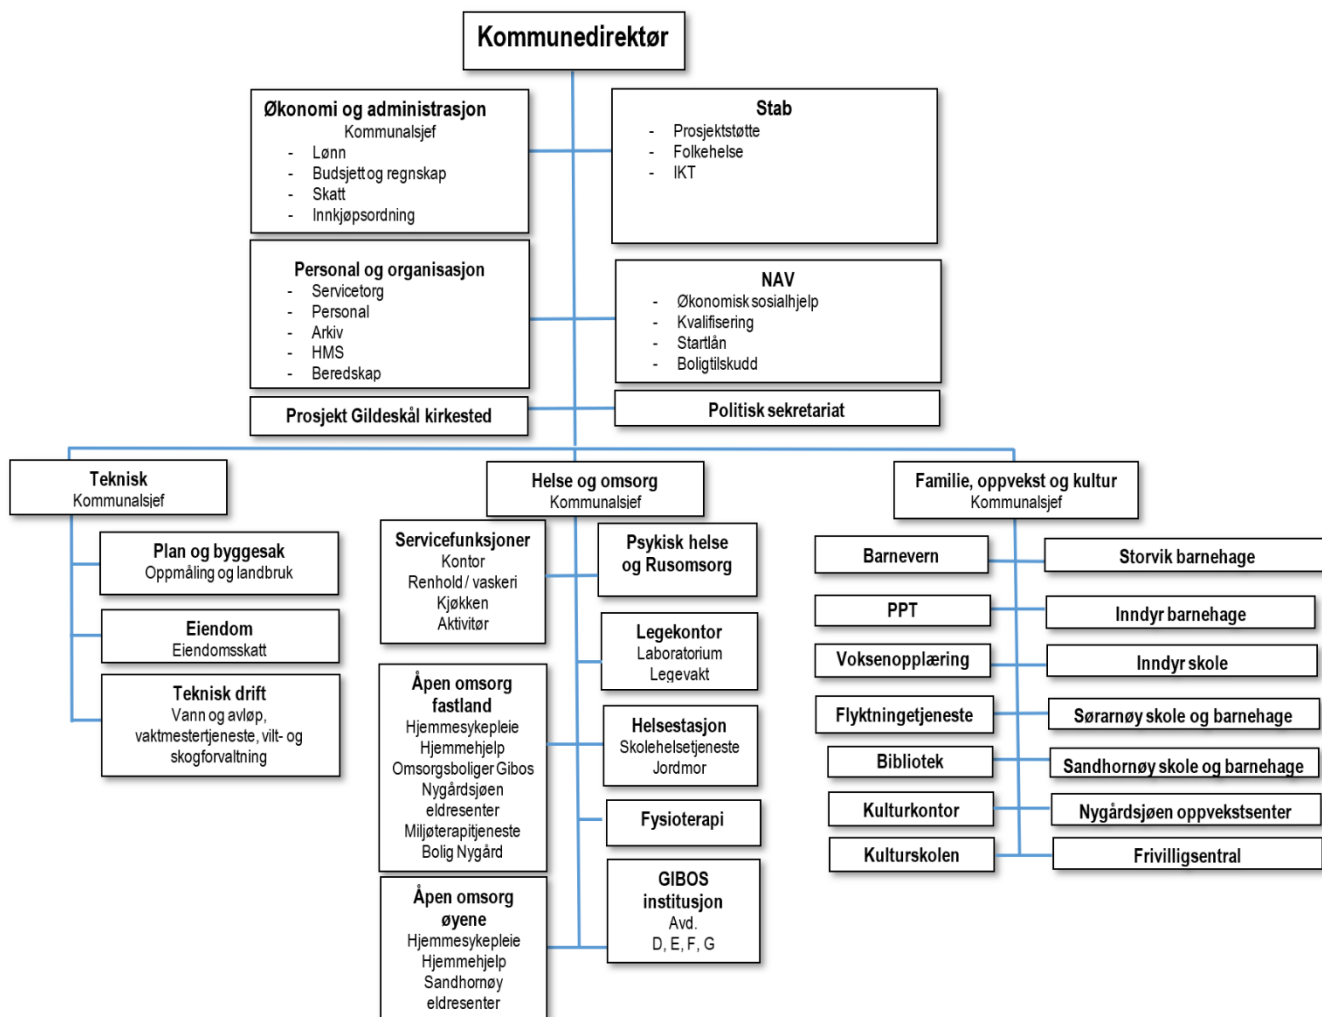 Kommunedirektør
Økonomi og administrasjon
Kommunalsjef
- Lønn
- Budsjett og regnskap
- Skatt
- Innkjøpsordning
Stab
- Prosjektstøtte
- Folkehelse
- IKT
Personal og organisasjon
- Servicetorg
- Personal
- Arkiv
- HMS
- Beredskap
NAV
- Økonomisk sosialhjelp
- Kvalifisering
- Startlån
- Boligtilskudd
Prosjekt Gildeskål kirkested
Politisk sekretariat
Teknisk
Kommunalsjef
Plan og byggesak
Oppmåling og landbruk
Eiendom
Eiendomsskatt
Teknisk drift
Vann og avløp,
vaktmestertjeneste, vilt- og
skogforvaltning
Helse og omsorg
Kommunalsjef
Servicefunksjoner
Kontor
Renhold / vaskeri
Kjøkken
Aktivitør
Psykisk helse
og Rusomsorg
Legekontor
Laboratorium
Legevakt
Åpen omsorg
fastland
Hjemmesykepleie
Hjemmehjelp
Omsorgsboliger Gibos
Nygårdsjøen
eldresenter
Miljøterapitjeneste
Bolig Nygård
Helsestasjon
Skolehelsetjeneste
Jordmor
Fysioterapi
Åpen omsorg
øyene
Hjemmesykepleie
Hjemmehjelp
Sandhornøy
eldresenter
GIBOS
institusjon
Avd.
D, E, F, G
Familie, oppvekst og kultur
Kommunalsjef
Barnevern
Storvik barnehage
PPT
Inndyr barnehage
Voksenopplæring
Inndyr skole
Flyktningetjeneste
Sørarnøy skole og barnehage
Bibliotek
Sandhornøy skole og barnehage
Kulturkontor
Nygårdsjøen oppvekstsenter
Kulturskolen
Frivilligsentral